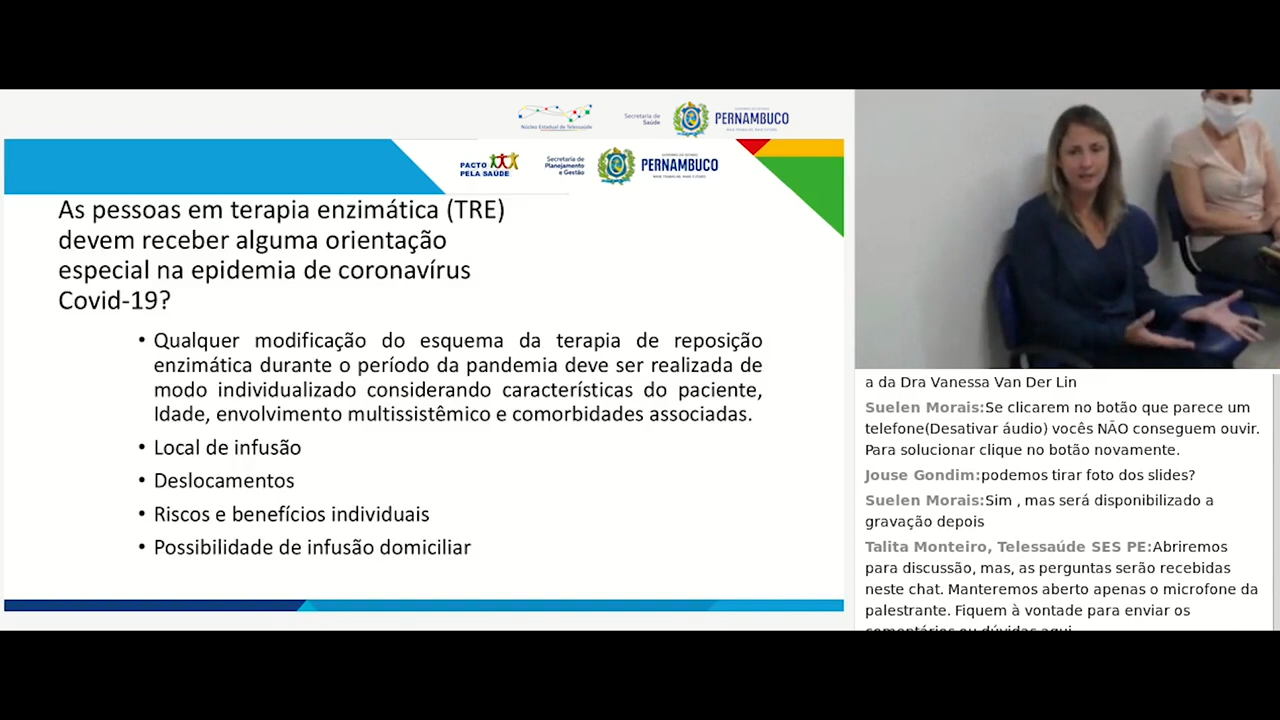 Núcleo Estadual de Telessaúde
Secretaria de
Saúde
PERNAMBUCO
PACTO
PELA SAÚDE
Secretaria de
Planejamento
e Gestão
PERNAMBUCO
As pessoas em terapia enzimática (TRE)
devem receber alguma orientação
especial na epidemia de coronavírus
Covid-19?
• Qualquer modificação do esquema da terapia de reposição
enzimática durante o período da pandemia deve ser realizada de
modo individualizado considerando características do paciente,
Idade, envolvimento multissistêmico e comorbidades associadas.
• Local de infusão
• Deslocamentos
• Riscos e benefícios individuais
• Possibilidade de infusão domiciliar
a da Dra Vanessa Van Der Lin
Suelen Morais:Se clicarem no botão que parece um
telefone(Desativar áudio) vocês NÃO conseguem ouvir.
Para solucionar clique no botão novamente.
Jouse Gondim:podemos tirar foto dos slides?
Suelen Morais:Sim , mas será disponibilizado a
gravação depois
Talita Monteiro, Telessaúde SES PE:Abriremos
para discussão, mas, as perguntas serão recebidas
neste chat. Manteremos aberto apenas o microfone da
palestrante. Fiquem à vontade para enviar os
comentários ou dúvidas aqui